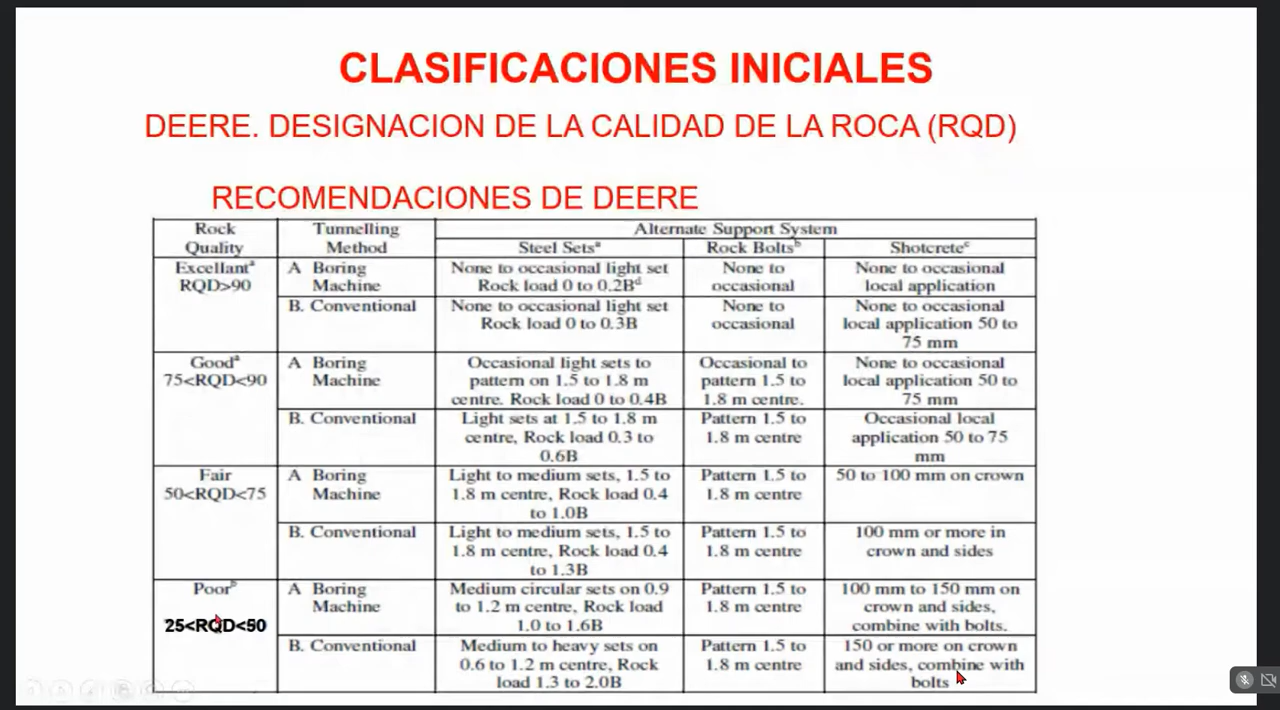 CLASIFICACIONES INICIALES
DEERE. DESIGNACION DE LA CALIDAD DE LA ROCA (RQD)
RECOMENDACIONES DE DEERE
Rock Quality
Tunnelling Method
Alternate Support System
Steel Setsᵃ
Rock Boltsᵇ
Shotcreteᶜ
Excellantᵃ
RQD>90
A Boring
Machine
None to occasional light set
Rock load 0 to 0.2Bᵈ
None to
occasional
None to occasional
local application
B. Conventional
None to occasional light set
Rock load 0 to 0.3B
None to
occasional
None to occasional
local application 50 to
75 mm
Goodᵃ
75<RQD<90
A Boring
Machine
Occasional light sets to
pattern on 1.5 to 1.8 m
centre. Rock load 0 to 0.4B
Occasional to
pattern 1.5 to
1.8 m centre.
None to occasional
local application 50 to
75 mm
B. Conventional
Light sets at 1.5 to 1.8 m
centre, Rock load 0.3 to
0.6B
Pattern 1.5 to
1.8 m centre
Occasional local
application 50 to 75
mm
Fair
50<RQD<75
A Boring
Machine
Light to medium sets, 1.5 to
1.8 m centre, Rock load 0.4
to 1.0B
Pattern 1.5 to
1.8 m centre
50 to 100 mm on crown
B. Conventional
Light to medium sets, 1.5 to
1.8 m centre, Rock load 0.4
to 1.3B
Pattern 1.5 to
1.8 m centre
100 mm or more in
crown and sides
Poorᵇ
25<RQD<50
A Boring
Machine
Medium circular sets on 0.9
to 1.2 m centre, Rock load
1.0 to 1.6B
Pattern 1.5 to
1.8 m centre
100 mm to 150 mm on
crown and sides,
combine with bolts.
B. Conventional
Medium to heavy sets on
0.6 to 1.2 m centre, Rock
load 1.3 to 2.0B
Pattern 1.5 to
1.8 m centre
150 or more on crown
and sides, combine with
bolts